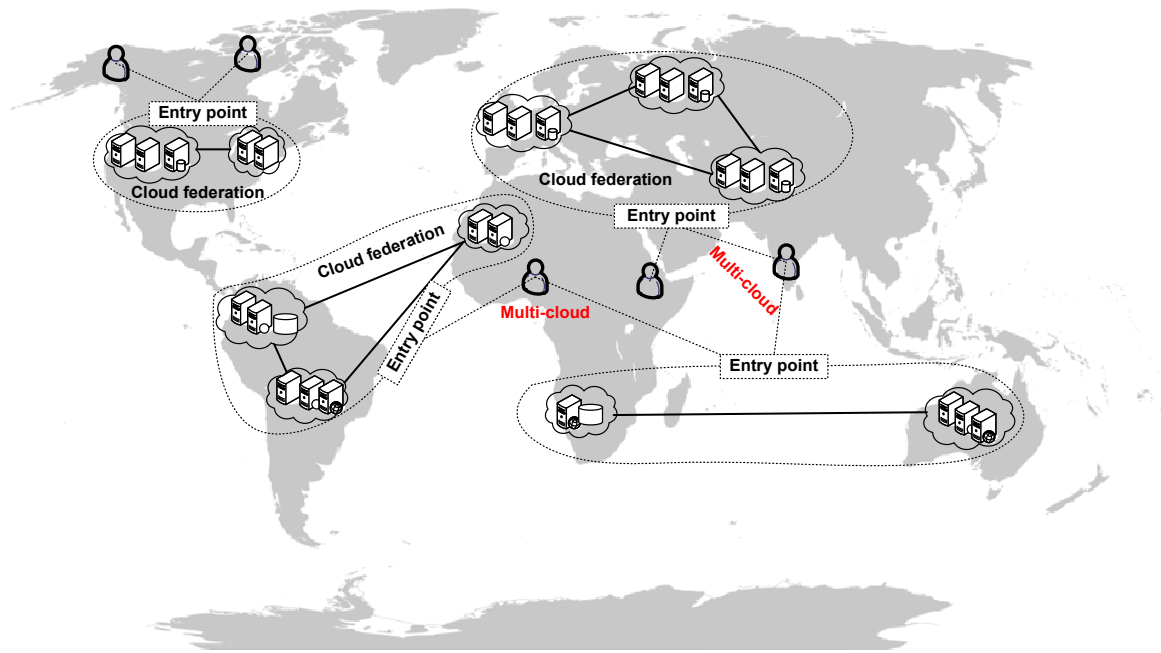 Entry point
Cloud federation
Cloud federation
Entry point
Cloud federation
Entry point
Multi-cloud
Multi-cloud
Entry point